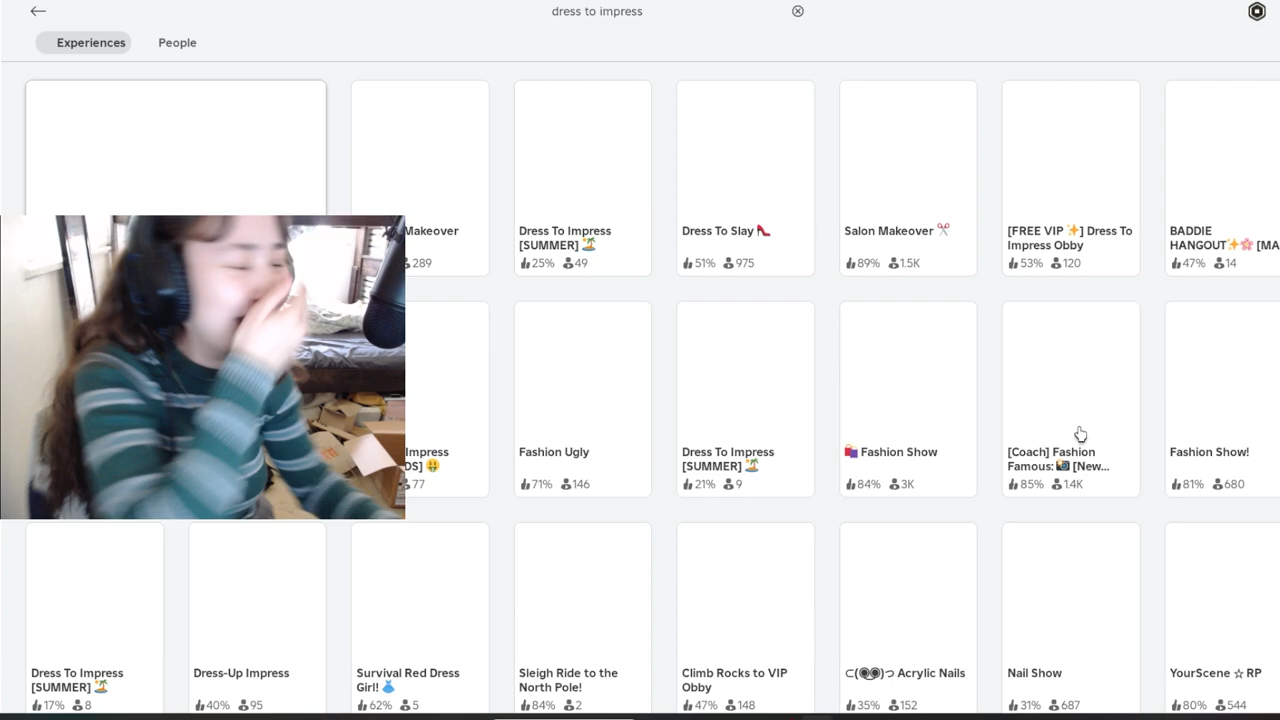 dress to impress
Experiences
People
Makeover
289
Dress To Impress
[SUMMER] 🏝️
25% 49
Dress To Slay 👠
51% 975
Salon Makeover ✂️
89% 1.5K
[FREE VIP ✨] Dress To
Impress Obby
53% 120
BADDIE
HANGOUT✨🌸 [MA
47% 14
Impress
DS] 🤑
77
Fashion Ugly
71% 146
Dress To Impress
[SUMMER] 🏝️
21% 9
🛍️ Fashion Show
84% 3K
[Coach] Fashion
Famous: 📸 [New...
85% 1.4K
Fashion Show!
81% 680
Dress To Impress
[SUMMER] 🏝️
17% 8
Dress-Up Impress
40% 95
Survival Red Dress
Girl! 👗
62% 5
Sleigh Ride to the
North Pole!
84% 2
Climb Rocks to VIP
Obby
47% 148
⊂(◉◉)つ Acrylic Nails
35% 152
Nail Show
31% 687
YourScene ☆ RP
80% 544